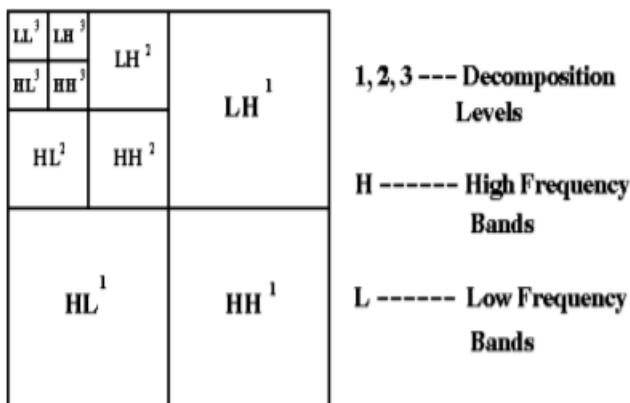 LL³ LH³
HL³ HH³
LH²
HL² HH²
LH¹
HL¹ HH¹
1, 2, 3 --- Decomposition
Levels
H ------ High Frequency
Bands
L ------ Low Frequency
Bands